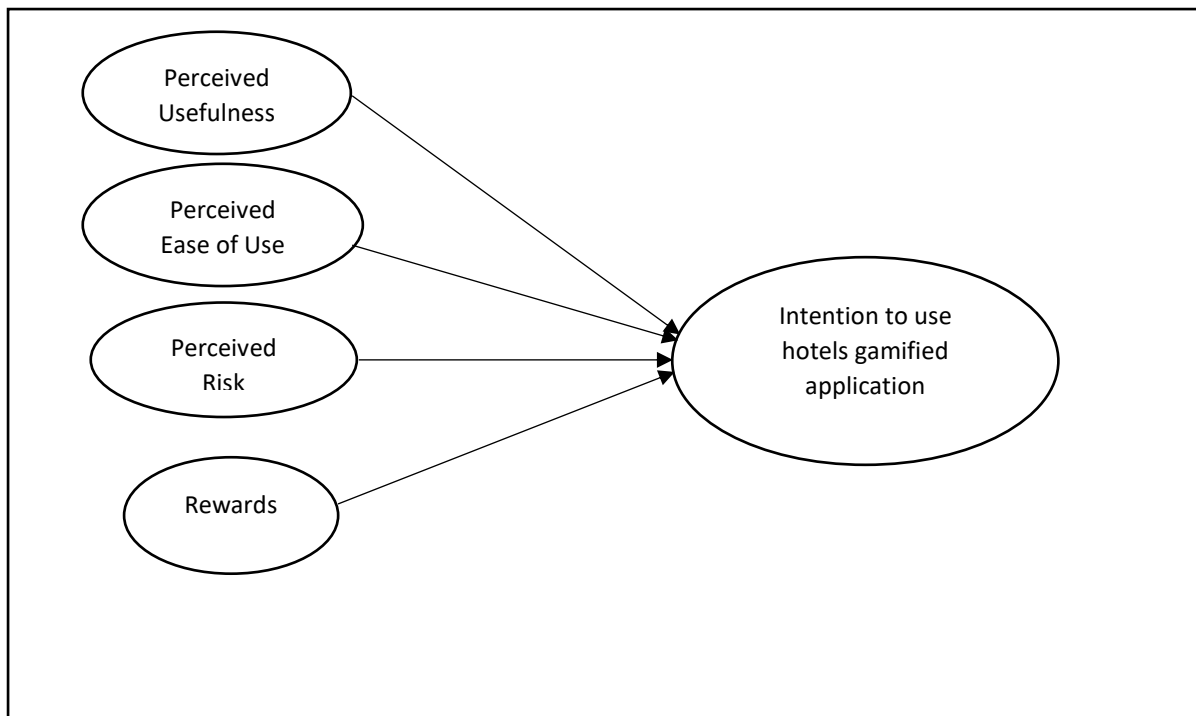 Perceived
Usefulness
Perceived
Ease of Use
Perceived
Risk
Rewards
Intention to use
hotels gamified
application